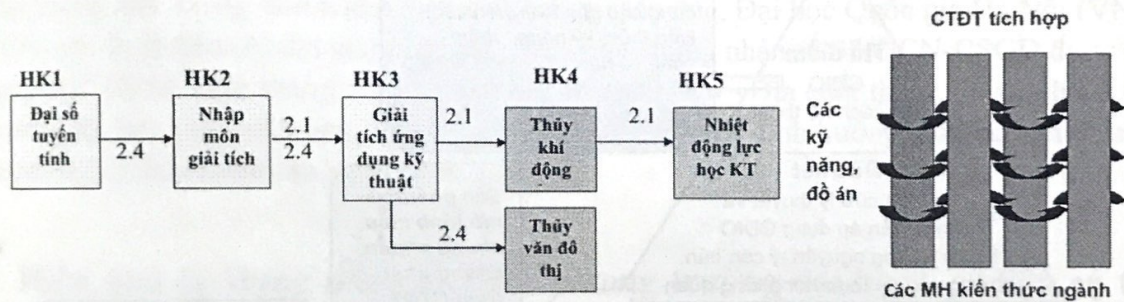 CTĐT tích hợp
HK1
HK2
HK3
HK4
HK5
Đại số
tuyến
tính
2.4
Nhập
môn
giải tích
2.1
2.4
Giải
tích ứng
dụng kỹ
thuật
2.1
Thủy
khí
động
2.1
Nhiệt
động lực
học KT
2.4
Thủy
văn đô
thị
Các
kỹ
năng,
đồ án
Các MH kiến thức ngành